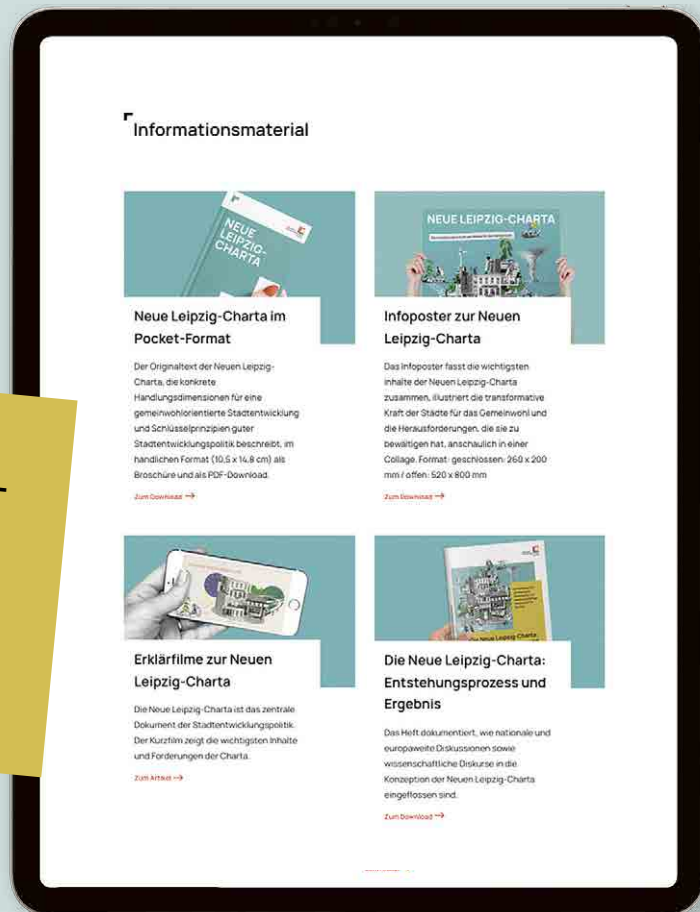 Informationsmaterial
NEUE
LEIPZIG-
CHARTA
Neue Leipzig-Charta im
Pocket-Format
Der Originaltext der Neuen Leipzig-
Charta, die konkrete
Handlungsdimensionen für eine
gemeinwohlorientierte Stadtentwicklung
und Schlüsselprinzipien guter
Stadtentwicklungspolitik beschreibt, im
handlichen Format (10,5 x 14,8 cm) als
Broschüre und als PDF-Download.
Zum Download →
NEUE LEIPZIG-CHARTA
Infoposter zur Neuen
Leipzig-Charta
Das Infoposter fasst die wichtigsten
Inhalte der Neuen Leipzig-Charta
zusammen, illustriert die transformative
Kraft der Städte für das Gemeinwohl und
die Herausforderungen, die sie zu
bewältigen hat, anschaulich in einer
Collage. Format: geschlossen: 260 x 200
mm / offen: 520 x 800 mm
Zum Download →
Erklärfilme zur Neuen
Leipzig-Charta
Die Neue Leipzig-Charta ist das zentrale
Dokument der Stadtentwicklungspolitik.
Der Kurzfilm zeigt die wichtigsten Inhalte
und Forderungen der Charta.
Zum Artikel →
Die Neue Leipzig-Charta:
Entstehungsprozess und
Ergebnis
Das Heft dokumentiert, wie nationale und
europaweite Diskussionen sowie
wissenschaftliche Diskurse in die
Konzeption der Neuen Leipzig-Charta
eingeflossen sind.
Zum Download →